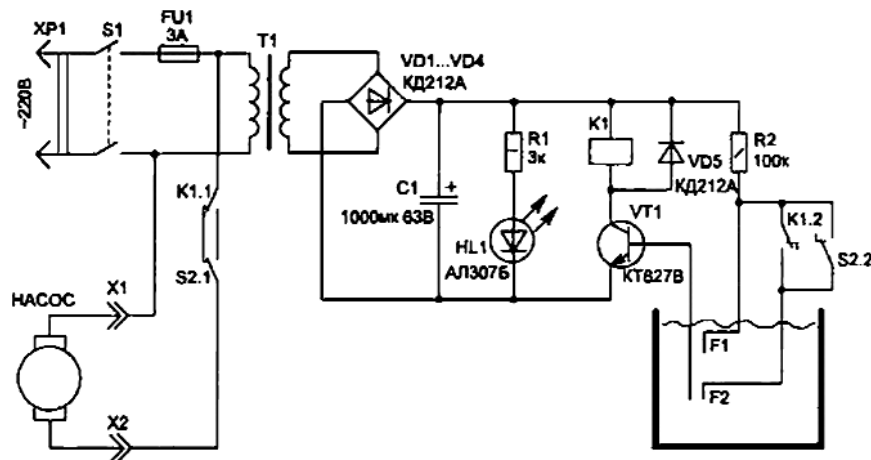 XP1
S1
FU1
3А
T1
VD1...VD4
КД212А
~220В
R1
3к
K1
VD5
КД212А
R2
100к
K1.1
C1
+
1000мк 63В
VT1
K1.2
S2.2
HL1
АЛ307Б
КТ827В
S2.1
НАСОС
X1
F1
F2
X2